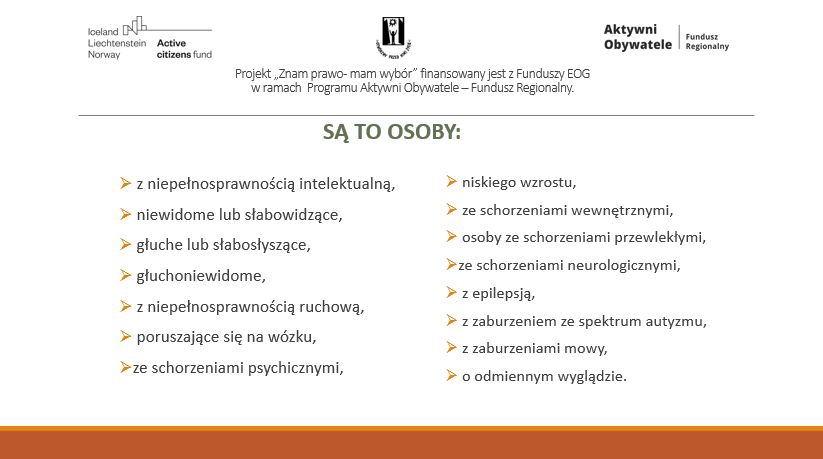 Iceland
Liechtenstein
Norway
Active
citizens fund
Aktywni
Obywatele
Fundusz
Regionalny
Projekt „Znam prawo- mam wybór” finansowany jest z Funduszy EOG
w ramach Programu Aktywni Obywatele – Fundusz Regionalny.
SĄ TO OSOBY:
z niepełnosprawnością intelektualną,
niewidome lub słabowidzące,
głuche lub słabosłyszące,
głuchoniewidome,
z niepełnosprawnością ruchową,
poruszające się na wózku,
ze schorzeniami psychicznymi,
niskiego wzrostu,
ze schorzeniami wewnętrznymi,
osoby ze schorzeniami przewlekłymi,
ze schorzeniami neurologicznymi,
z epilepsją,
z zaburzeniem ze spektrum autyzmu,
z zaburzeniami mowy,
o odmiennym wyglądzie.